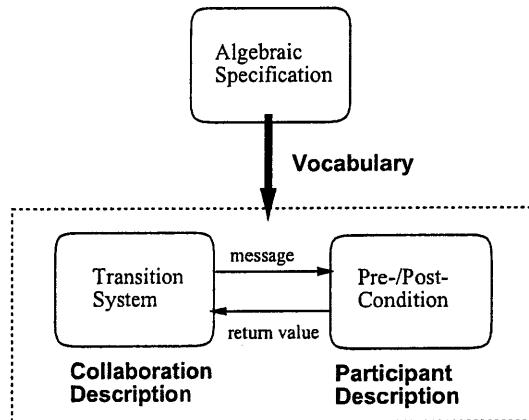 Algebraic
Specification
Vocabulary
Transition
System
message
return value
Pre-/Post-
Condition
Collaboration
Description
Participant
Description